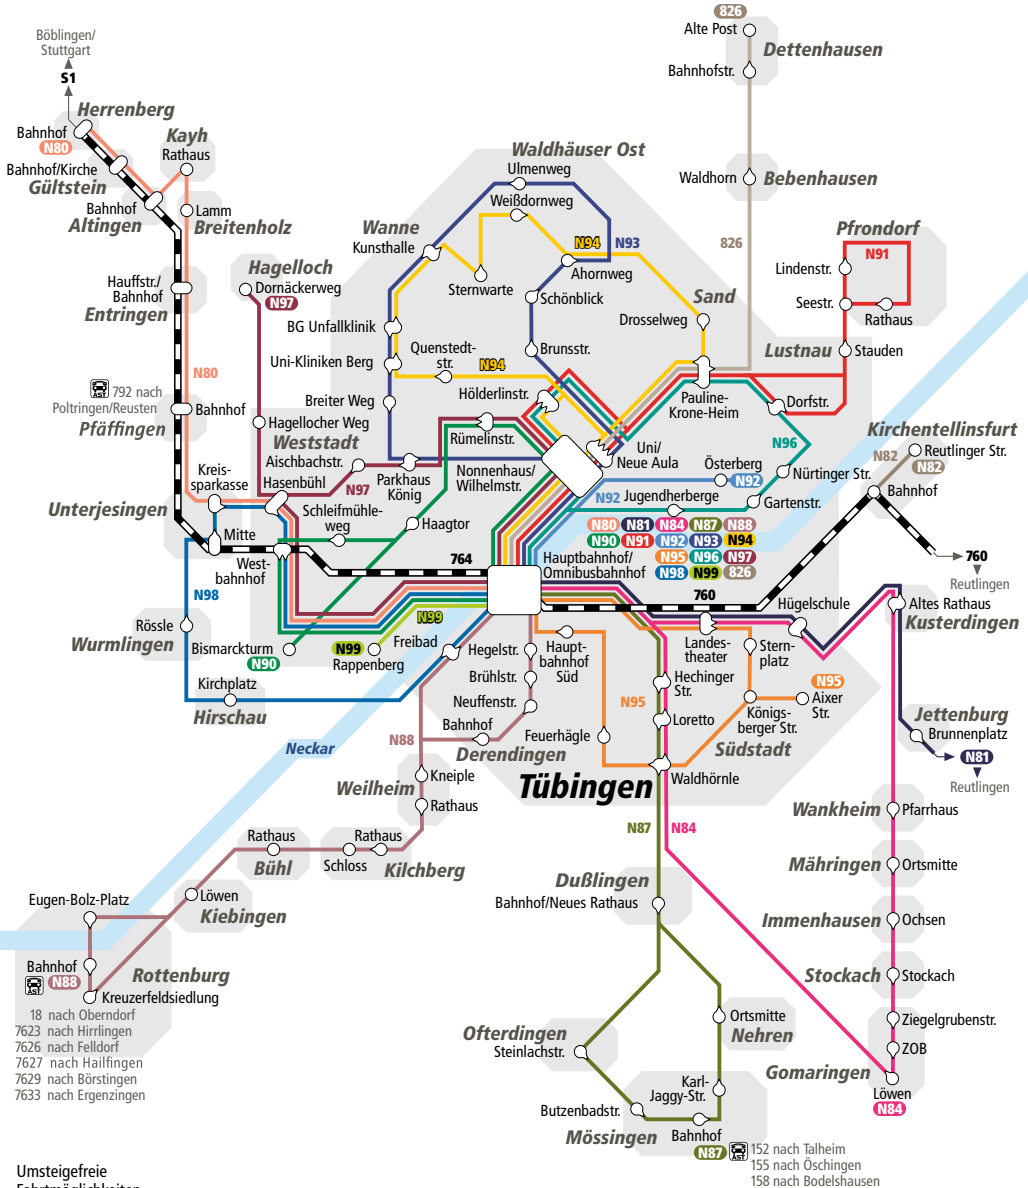 826
Alte Post
Dettenhausen
Bahnhofstr.
Böblingen/
Stuttgart
S1
Herrenberg
Bahnhof
N80
Kayh
Rathaus
Bahnhof/Kirche
Gültstein
Bahnhof
Altingen
Lamm
Breitenholz
Waldhäuser Ost
Ulmenweg
Weißdornweg
Wanne
Kunsthalle
N94
N93
Ahornweg
Sternwarte
Schönblick
Waldhorn
Bebenhausen
826
Pfrondorf
N91
Lindenstr.
Seestr.
Rathaus
Hagelloch
Dornäckerweg
N97
Hauffstr./
Bahnhof
Entringen
Sand
Drosselweg
BG Unfallklinik
Quenstedt-
str.
N94
Brunsstr.
Uni-Kliniken Berg
Lustnau
Stauden
N80
AST
792 nach
Poltringen/Reusten
Bahnhof
Pfäffingen
Breiter Weg
Hölderlinstr.
Pauline-
Krone-Heim
Dorfstr.
Hagellocher Weg
Weststadt
Rümelinstr.
Kirchentellinsfurt
Reutlinger Str.
N82
N82
Bahnhof
N96
Aischbachstr.
Kreis-
sparkasse
Hasenbühl
N97
Parkhaus
König
Nonnenhaus/
Wilhelmstr.
Uni/
Neue Aula
Österberg
N92
Nürtinger Str.
N92
Jugendherberge
Gartenstr.
Unterjesingen
Schleifmühle-
weg
Haagtor
Mitte
West-
bahnhof
N80 N81 N84 N87 N88
N90 N91 N92 N93 N94
N95 N96 N97
N98 N99 826
Hauptbahnhof/
Omnibusbahnhof
764
760
760
Reutlingen
N98
N99
Rössle
Wurmlingen
Bismarckturm
N90
N99
Rappenberg
Freibad
Hegelstr.
Haupt-
bahnhof
Süd
Landes-
theater
Hügelschule
Stern-
platz
Altes Rathaus
Kusterdingen
Brühlstr.
Hechinger
Str.
N95
Kirchplatz
Hirschau
Neuffenstr.
N95
Loretto
Königs-
berger Str.
Aixer
Str.
Südstadt
Jettenburg
Brunnenplatz
N81
Reutlingen
Neckar
N88
Bahnhof
Derendingen
Feuerhägle
Waldhörnle
Tübingen
Kneiple
Weilheim
Rathaus
N87
N84
Wankheim
Pfarrhaus
Rathaus
Bühl
Rathaus
Schloss
Kilchberg
Mähringen
Ortsmitte
Dußlingen
Bahnhof/Neues Rathaus
Eugen-Bolz-Platz
Löwen
Kiebingen
Immenhausen
Ochsen
Bahnhof
AST
N88
Rottenburg
Kreuzerfeldsiedlung
Stockach
Stockach
18 nach Oberndorf
7623 nach Hirrlingen
7626 nach Felldorf
7627 nach Hailfingen
7629 nach Börstingen
7633 nach Ergenzingen
Ortsmitte
Nehren
Ziegelgrubenstr.
ZOB
Gomaringen
Löwen
N84
Ofterdingen
Steinlachstr.
Karl-
Jaggy-Str.
Butzenbadstr.
Mössingen
Bahnhof
N87
AST
152 nach Talheim
155 nach Öschingen
158 nach Bodelshausen
Umsteigefreie
Fahrtmöglichkeiten